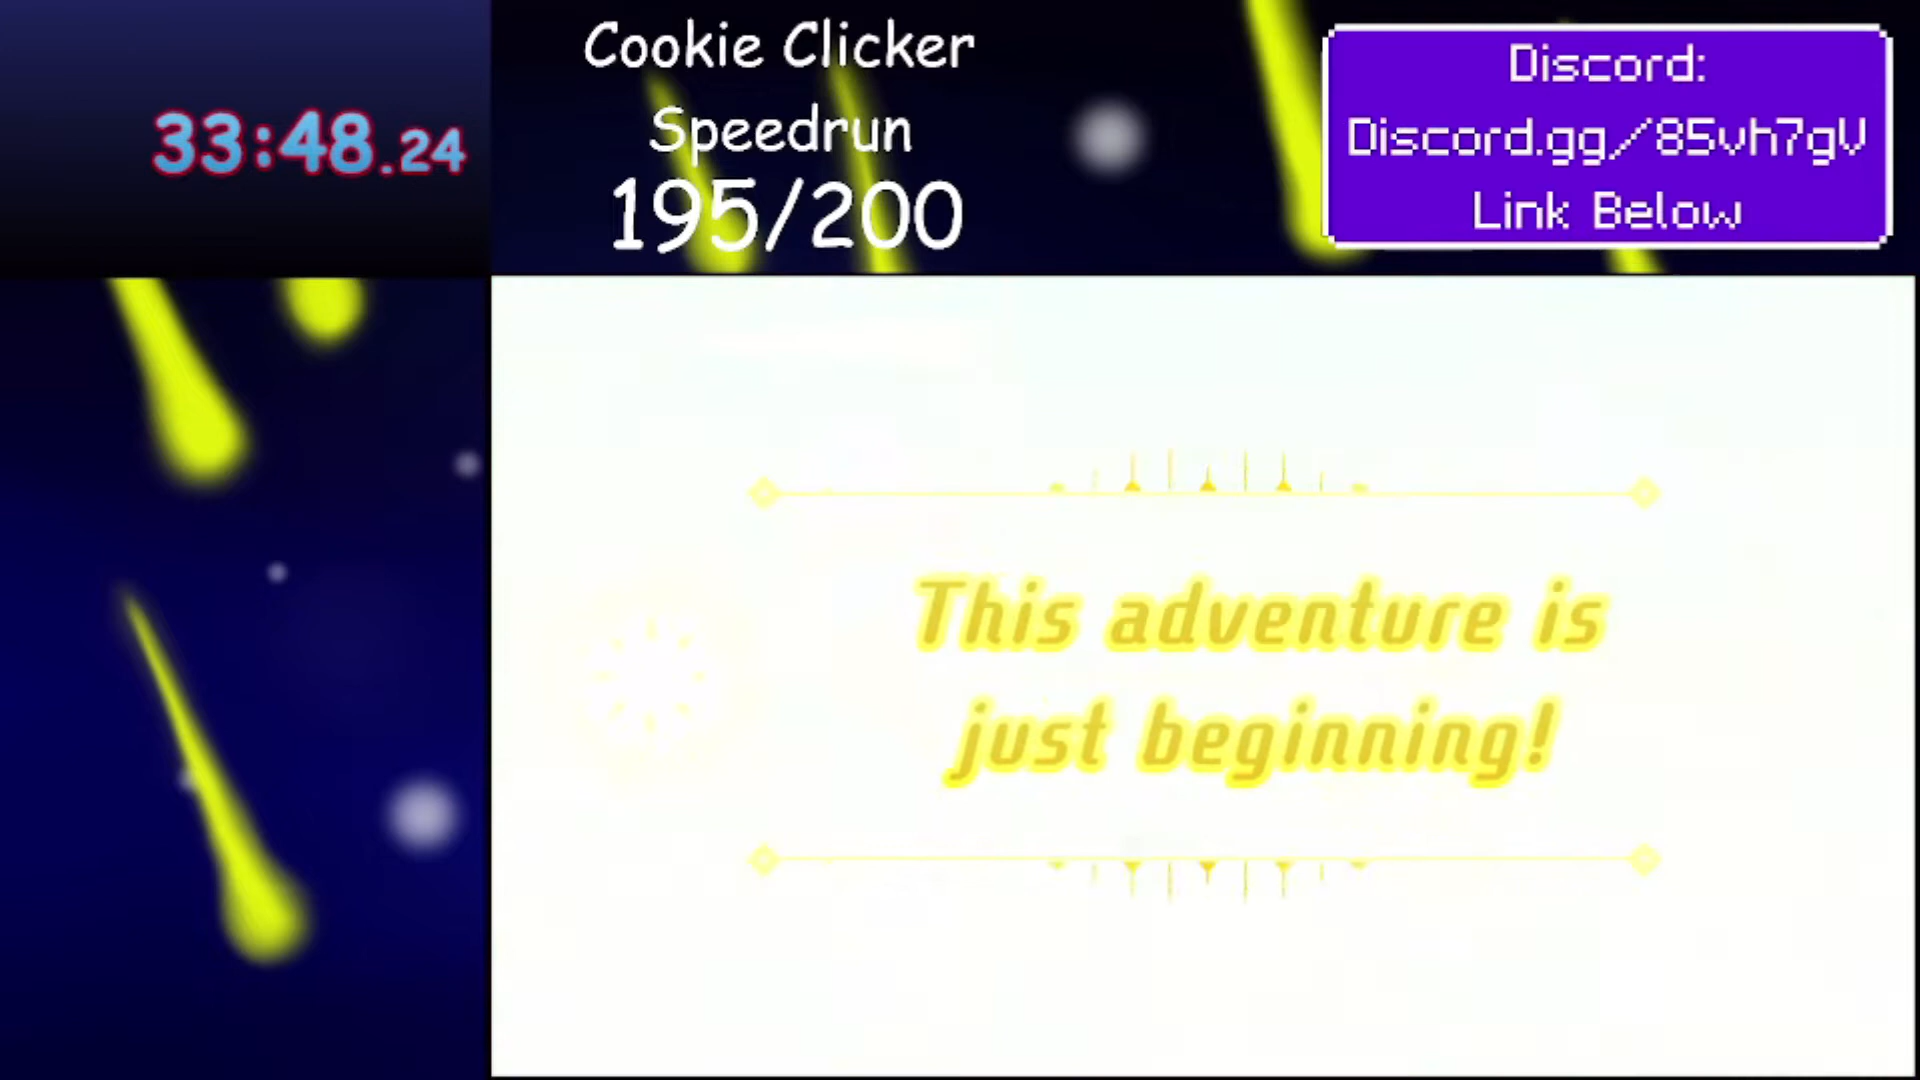 33:48.24
Cookie Clicker
Speedrun
195/200
Discord:
Discord.gg/85vh7gV
Link Below
This adventure is
just beginning!